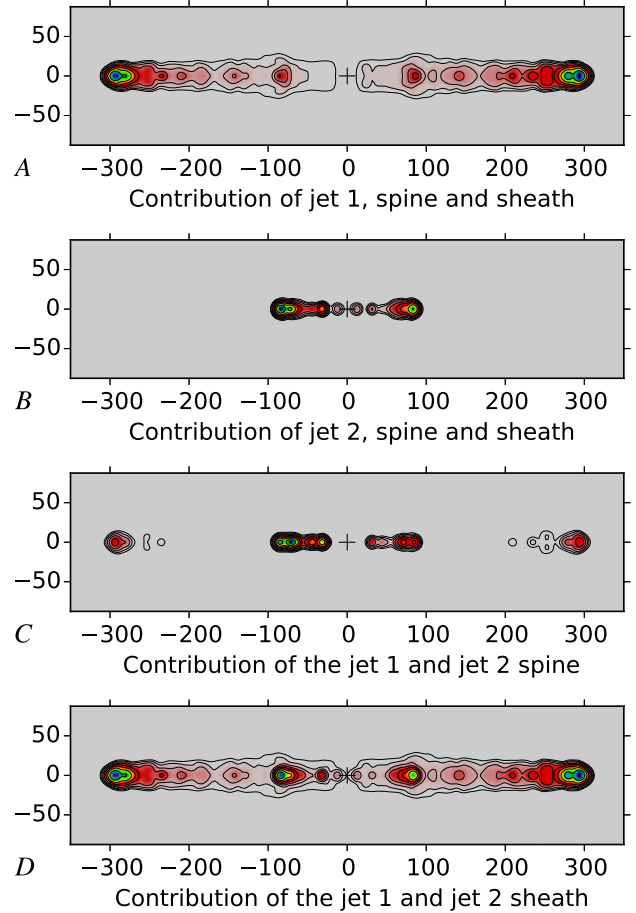 50
0
−50
A
−300 −200 −100 0 100 200 300
Contribution of jet 1, spine and sheath
50
0
−50
B
−300 −200 −100 0 100 200 300
Contribution of jet 2, spine and sheath
50
0
−50
C
−300 −200 −100 0 100 200 300
Contribution of the jet 1 and jet 2 spine
50
0
−50
D
−300 −200 −100 0 100 200 300
Contribution of the jet 1 and jet 2 sheath